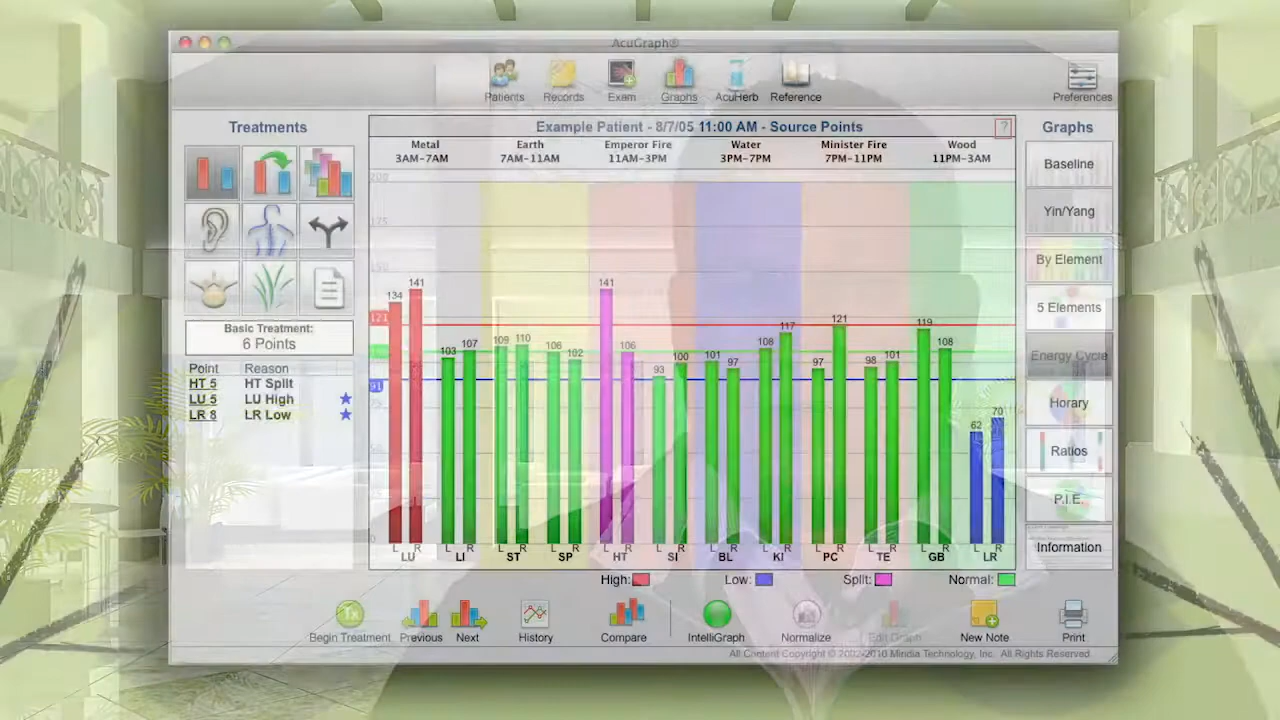 AcuGraph®
Patients Records Exam Graphs AcuHerb Reference Preferences
Treatments
Example Patient - 8/7/05 11:00 AM - Source Points
?
Graphs
Metal Earth Emperor Fire Water Minister Fire Wood
3AM-7AM 7AM-11AM 11AM-3PM 3PM-7PM 7PM-11PM 11PM-3AM
200
175
150
121
91
134 141 103 107 109 110 106 102 141 106 93 100 101 97 108 117 97 121 98 101 119 108 62 70
L R L R L R L R L R L R L R L R L R L R L R L R
LU LI ST SP HT SI BL KI PC TE GB LR
Basic Treatment:
6 Points
Point Reason
HT 5 HT Split
LU 5 LU High
LR 8 LR Low
Baseline
Yin/Yang
By Element
5 Elements
Energy Cycle
Horary
Ratios
P.I.E.
Information
High: Low: Split: Normal:
Tx
Begin Treatment Previous Next History Compare IntelliGraph Normalize Edit Graph New Note Print
All Content Copyright © 2002-2010 Miridia Technology, Inc. All Rights Reserved.